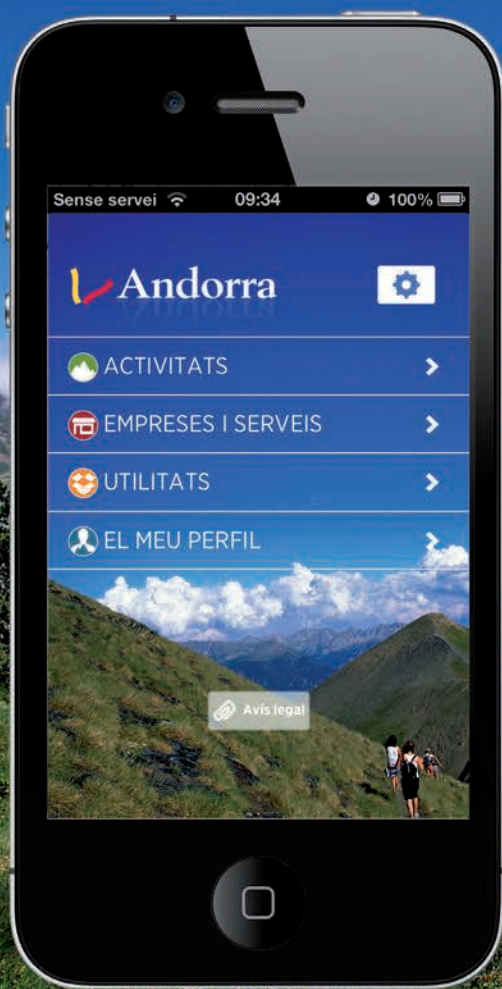 Sense servei 09:34 100%
Andorra
ACTIVITATS
EMPRESES I SERVEIS
UTILITATS
EL MEU PERFIL
Avís legal